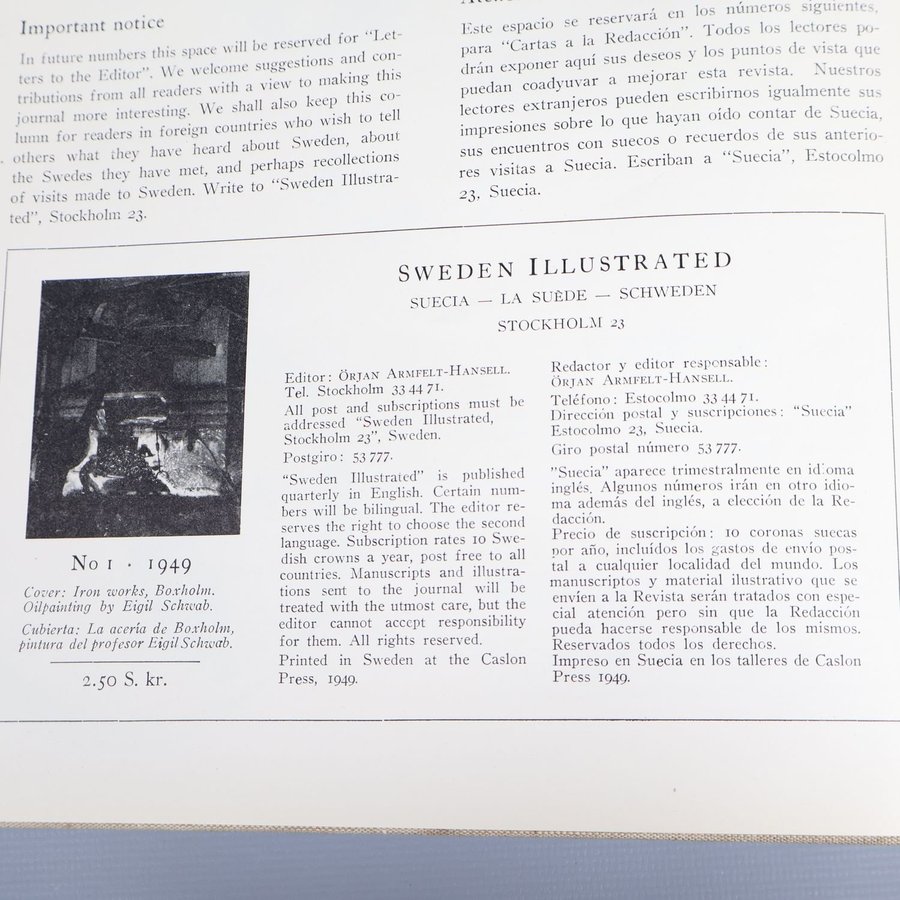 Important notice
In future numbers this space will be reserved for "Let-
ters to the Editor". We welcome suggestions and con-
tributions from all readers with a view to making this
journal more interesting. We shall also keep this co-
lumn for readers in foreign countries who wish to tell
others what they have heard about Sweden, about
the Swedes they have met, and perhaps recollections
of visits made to Sweden. Write to "Sweden Illustra-
ted", Stockholm 23.
Este espacio se reservará en los números siguientes,
para "Cartas a la Redacción". Todos los lectores po-
drán exponer aquí sus deseos y los puntos de vista que
puedan coadyuvar a mejorar esta revista. Nuestros
lectores extranjeros pueden escribirnos igualmente sus
impresiones sobre lo que hayan oído contar de Suecia,
sus encuentros con suecos o recuerdos de sus anterio-
res visitas a Suecia. Escriban a "Suecia", Estocolmo
23, Suecia.
SWEDEN ILLUSTRATED
SUECIA — LA SUÈDE — SCHWEDEN
STOCKHOLM 23
No 1 · 1949
Cover: Iron works, Boxholm.
Oilpainting by Eigil Schwab.
Cubierta: La acería de Boxholm,
pintura del profesor Eigil Schwab.
2.50 S. kr.
Editor: ÖRJAN ARMFELT-HANSELL.
Tel. Stockholm 33 44 71.
All post and subscriptions must be
addressed "Sweden Illustrated,
Stockholm 23", Sweden.
Postgiro: 53 777.
"Sweden Illustrated" is published
quarterly in English. Certain num-
bers will be bilingual. The editor re-
serves the right to choose the second
language. Subscription rates 10 Swe-
dish crowns a year, post free to all
countries. Manuscripts and illustra-
tions sent to the journal will be
treated with the utmost care, but the
editor cannot accept responsibility
for them. All rights reserved.
Printed in Sweden at the Caslon
Press, 1949.
Redactor y editor responsable:
ÖRJAN ARMFELT-HANSELL.
Teléfono: Estocolmo 33 44 71.
Dirección postal y suscripciones: "Suecia"
Estocolmo 23, Suecia.
Giro postal número 53 777.
"Suecia" aparece trimestralmente en idioma
inglés. Algunos números irán en otro idio-
ma además del inglés, a elección de la Re-
dacción.
Precio de suscripción: 10 coronas suecas
por año, incluídos los gastos de envío pos-
tal a cualquier localidad del mundo. Los
manuscriptos y material ilustrativo que se
envíen a la Revista serán tratados con espe-
cial atención pero sin que la Redacción
pueda hacerse responsable de los mismos.
Reservados todos los derechos.
Impreso en Suecia en los talleres de Caslon
Press 1949.